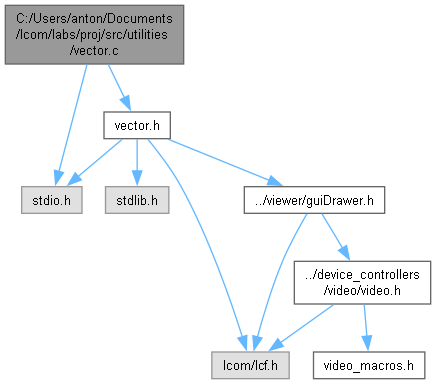 C:/Users/anton/Documents
/lcom/labs/proj/src/utilities
/vector.c
vector.h
stdio.h
stdlib.h
../viewer/guiDrawer.h
../device_controllers
/video/video.h
lcom/lcf.h
video_macros.h